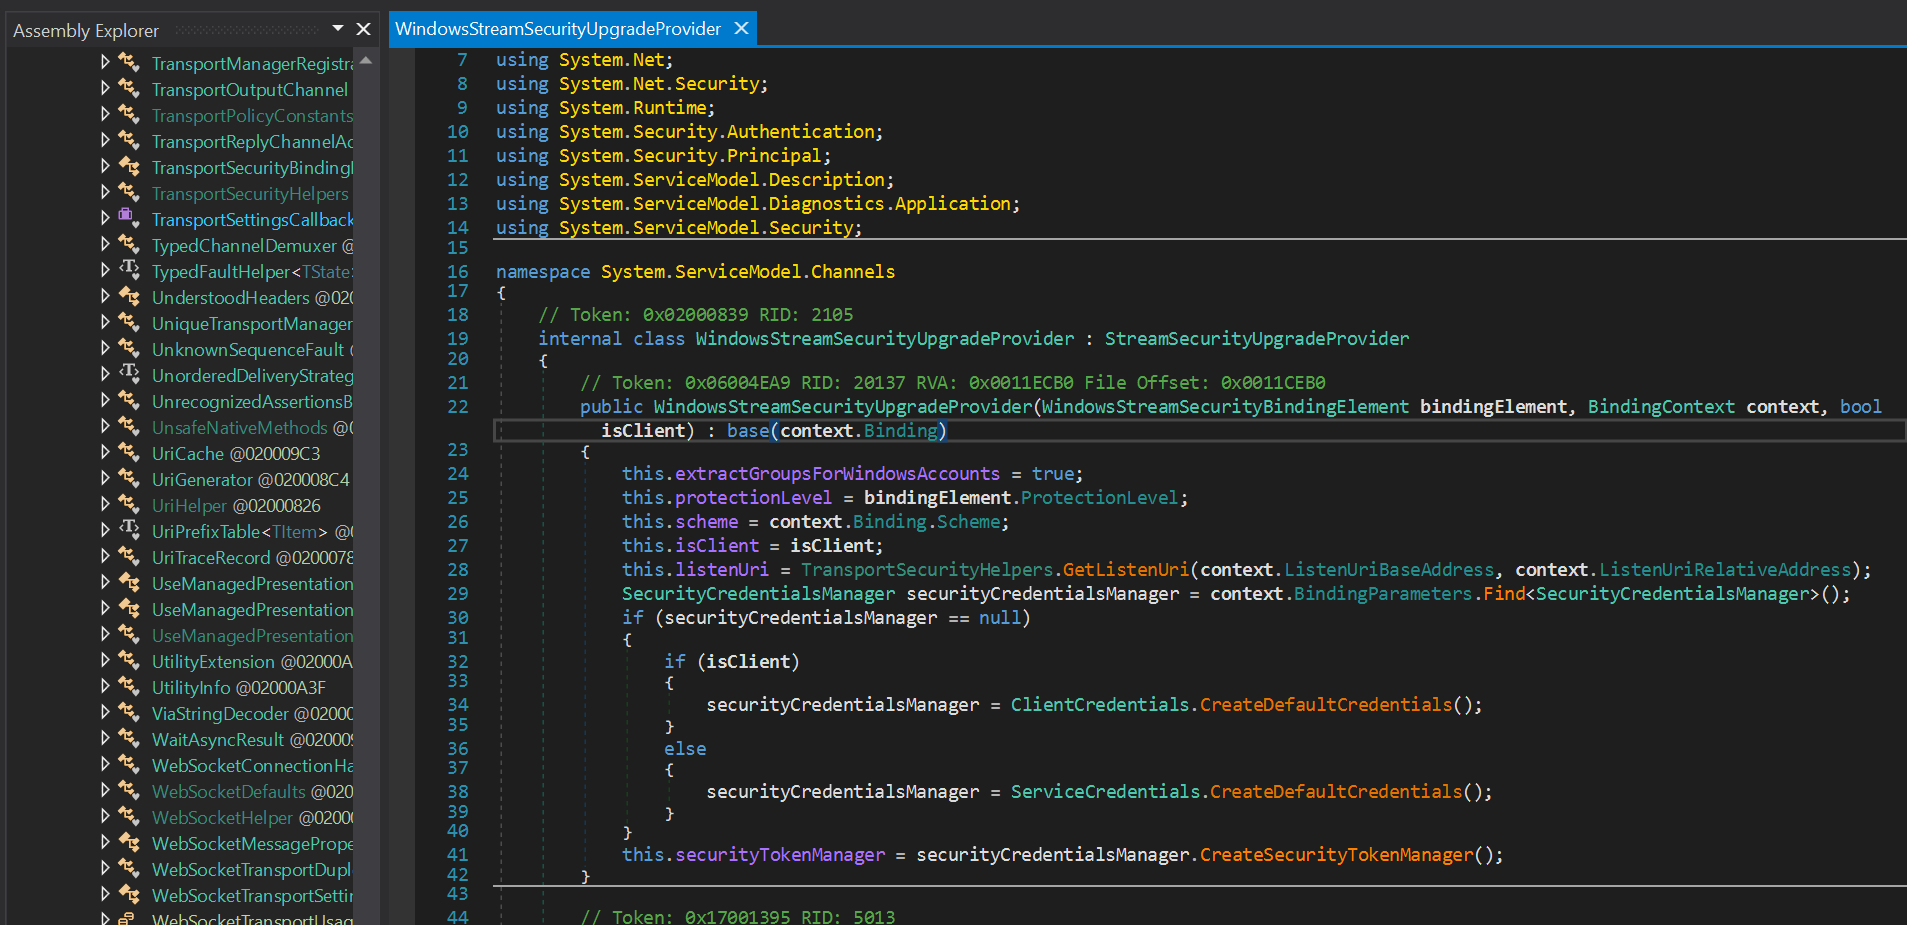 Assembly Explorer
TransportManagerRegistra
TransportOutputChannel
TransportPolicyConstants
TransportReplyChannelAc
TransportSecurityBindingE
TransportSecurityHelpers
TransportSettingsCallback
TypedChannelDemuxer @
TypedFaultHelper<TState>
UnderstoodHeaders @020
UniqueTransportManager
UnknownSequenceFault
UnorderedDeliveryStrateg
UnrecognizedAssertionsB
UnsafeNativeMethods @0
UriCache @020009C3
UriGenerator @020008C4
UriHelper @02000826
UriPrefixTable<TItem> @0
UriTraceRecord @0200078
UseManagedPresentation
UseManagedPresentation
UseManagedPresentation
UtilityExtension @02000A
UtilityInfo @02000A3F
ViaStringDecoder @02000
WaitAsyncResult @020009
WebSocketConnectionHa
WebSocketDefaults @020
WebSocketHelper @0200
WebSocketMessagePrope
WebSocketTransportDupl
WebSocketTransportSettin
WebSocketTransportUsag
WindowsStreamSecurityUpgradeProvider
7 using System.Net;
8 using System.Net.Security;
9 using System.Runtime;
10 using System.Security.Authentication;
11 using System.Security.Principal;
12 using System.ServiceModel.Description;
13 using System.ServiceModel.Diagnostics.Application;
14 using System.ServiceModel.Security;
15
16 namespace System.ServiceModel.Channels
17 {
18 // Token: 0x02000839 RID: 2105
19 internal class WindowsStreamSecurityUpgradeProvider : StreamSecurityUpgradeProvider
20 {
21 // Token: 0x06004EA9 RID: 20137 RVA: 0x0011ECB0 File Offset: 0x0011CEB0
22 public WindowsStreamSecurityUpgradeProvider(WindowsStreamSecurityBindingElement bindingElement, BindingContext context, bool
isClient) : base(context.Binding)
23 {
24 this.extractGroupsForWindowsAccounts = true;
25 this.protectionLevel = bindingElement.ProtectionLevel;
26 this.scheme = context.Binding.Scheme;
27 this.isClient = isClient;
28 this.listenUri = TransportSecurityHelpers.GetListenUri(context.ListenUriBaseAddress, context.ListenUriRelativeAddress);
29 SecurityCredentialsManager securityCredentialsManager = context.BindingParameters.Find<SecurityCredentialsManager>();
30 if (securityCredentialsManager == null)
31 {
32 if (isClient)
33 {
34 securityCredentialsManager = ClientCredentials.CreateDefaultCredentials();
35 }
36 else
37 {
38 securityCredentialsManager = ServiceCredentials.CreateDefaultCredentials();
39 }
40 }
41 this.securityTokenManager = securityCredentialsManager.CreateSecurityTokenManager();
42 }
43
44 // Token: 0x17001395 RID: 5013